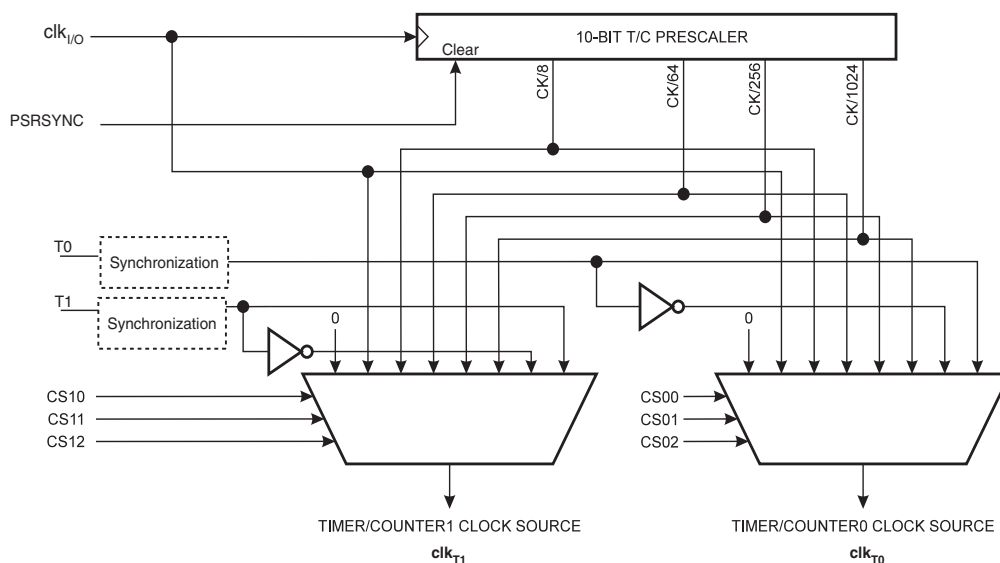 clkI/O
10-BIT T/C PRESCALER
Clear
CK/8
CK/64
CK/256
CK/1024
PSRSYNC
T0
Synchronization
T1
Synchronization
0
0
CS10
CS11
CS12
CS00
CS01
CS02
TIMER/COUNTER1 CLOCK SOURCE
clkT1
TIMER/COUNTER0 CLOCK SOURCE
clkT0